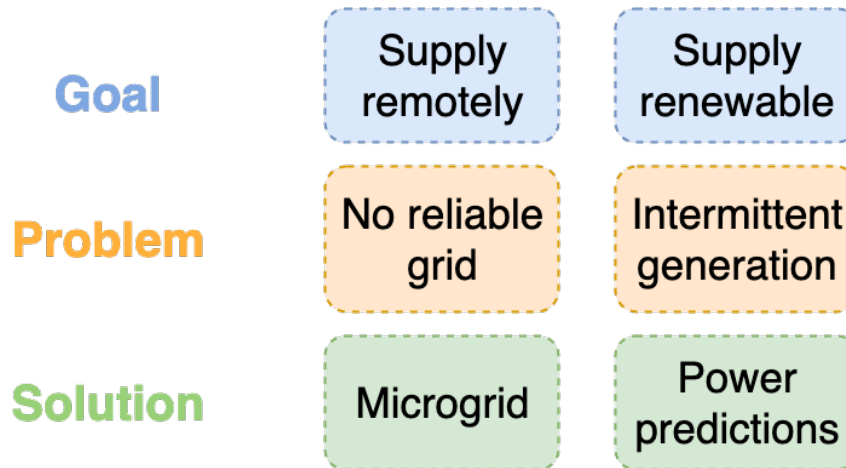 Goal
Supply
remotely
Supply
renewable
Problem
No reliable
grid
Intermittent
generation
Solution
Microgrid
Power
predictions